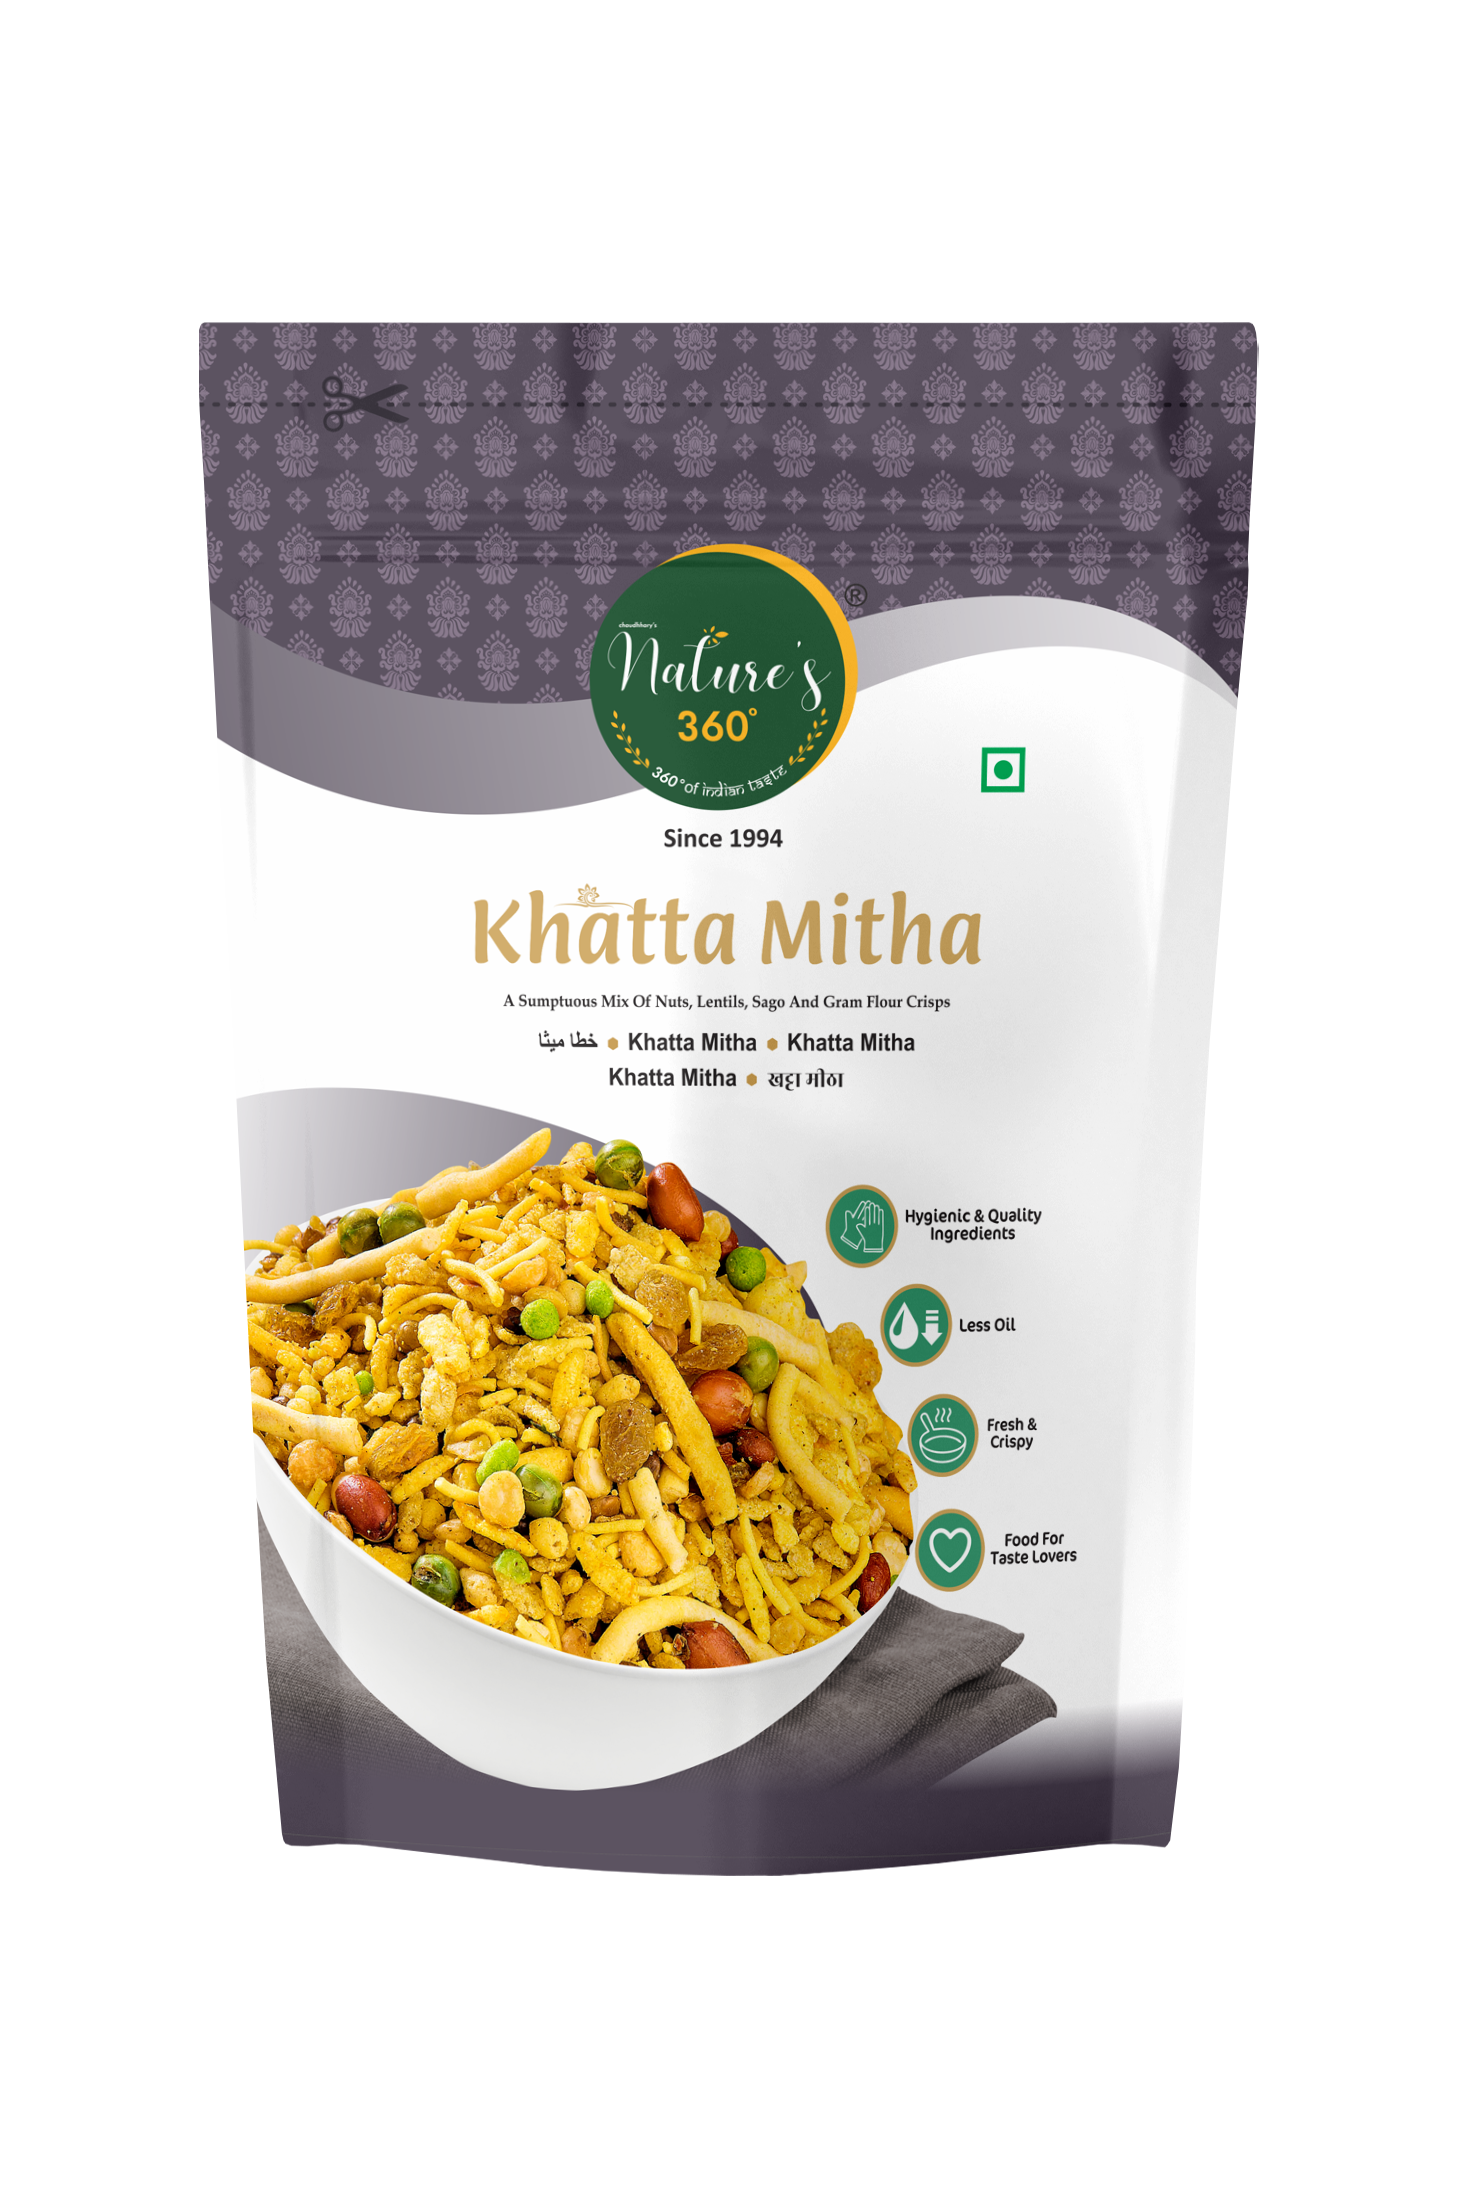 ®
chaudhhary's
Nature's
360°
360° of indian taste
Since 1994
Khatta Mitha
A Sumptuous Mix Of Nuts, Lentils, Sago And Gram Flour Crisps
خطا میٹا • Khatta Mitha • Khatta Mitha
Khatta Mitha • खट्टा मीठा
Hygienic & Quality
Ingredients
Less Oil
Fresh &
Crispy
Food For
Taste Lovers